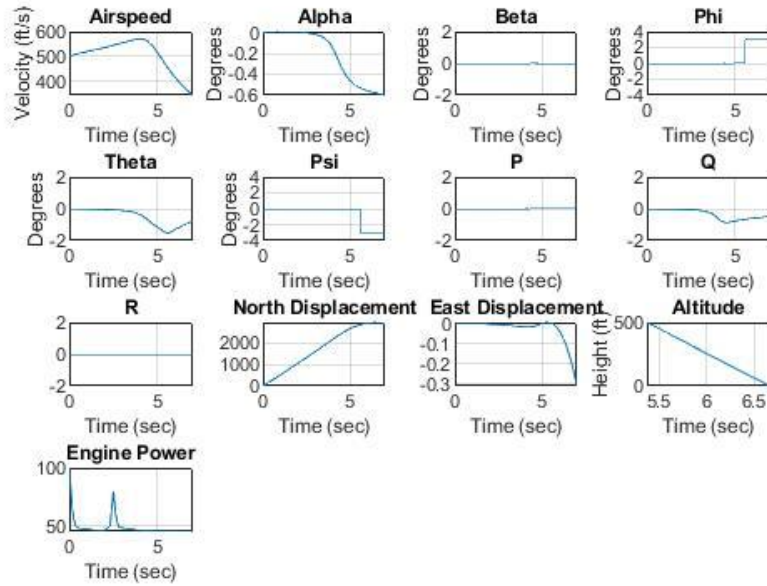 Airspeed
Velocity (ft/s)
600
500
400
0
5
Time (sec)
Alpha
Degrees
0
-0.2
-0.4
-0.6
0
5
Time (sec)
Beta
Degrees
2
0
-2
0
5
Time (sec)
Phi
Degrees
4
2
0
-2
-4
0
5
Time (sec)
Theta
Degrees
2
0
-2
0
5
Time (sec)
Psi
Degrees
4
2
0
-2
-4
0
5
Time (sec)
P
Degrees
2
0
-2
0
5
Time (sec)
Q
Degrees
2
0
-2
0
5
Time (sec)
R
2
0
-2
0
5
Time (sec)
North Displacement
2000
1000
0
0
5
Time (sec)
East Displacement
0
-0.1
-0.2
-0.3
0
5
Time (sec)
Altitude
Height (ft)
500
0
5.5
6
6.5
Time (sec)
Engine Power
100
50
0
5
Time (sec)